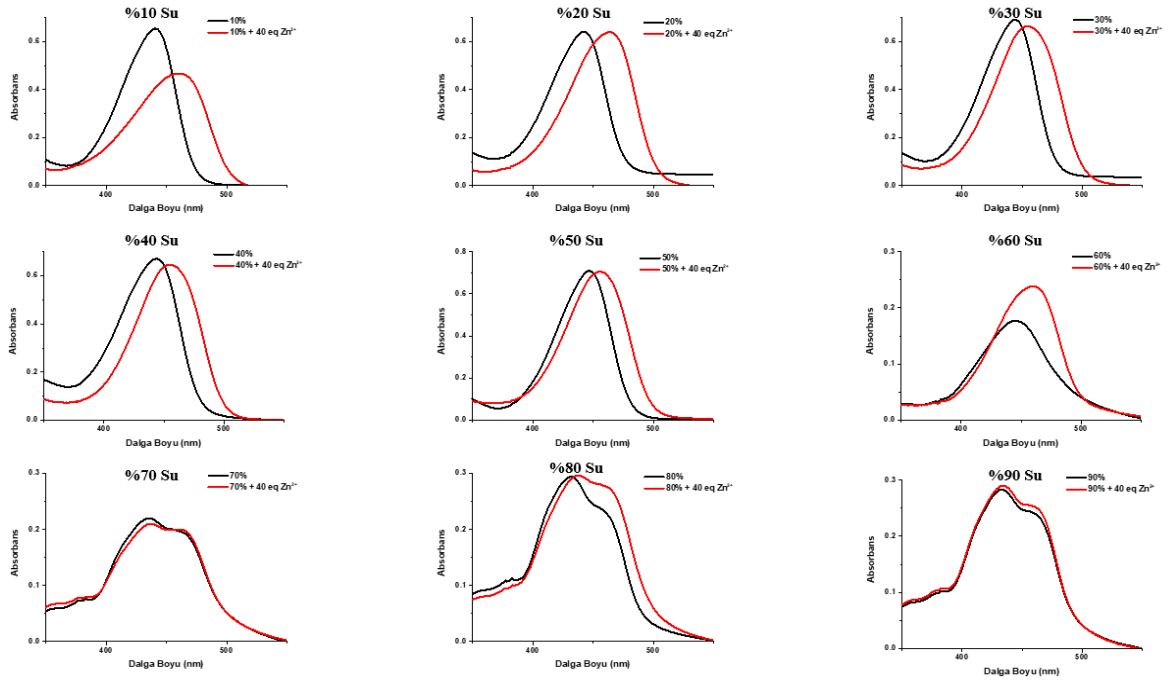 %10 Su
10%
10% + 40 eq Zn²⁺
0.6
0.4
0.2
0.0
Absorbans
400
500
Dalga Boyu (nm)
%20 Su
20%
20% + 40 eq Zn²⁺
0.6
0.4
0.2
0.0
Absorbans
400
500
Dalga Boyu (nm)
%30 Su
30%
30% + 40 eq Zn²⁺
0.6
0.4
0.2
0.0
Absorbans
400
500
Dalga Boyu (nm)
%40 Su
40%
40% + 40 eq Zn²⁺
0.6
0.4
0.2
0.0
Absorbans
400
500
Dalga Boyu (nm)
%50 Su
50%
50% + 40 eq Zn²⁺
0.8
0.6
0.4
0.2
0.0
Absorbans
400
500
Dalga Boyu (nm)
%60 Su
60%
60% + 40 eq Zn²⁺
0.3
0.2
0.1
0.0
Absorbans
400
500
Dalga Boyu (nm)
%70 Su
70%
70% + 40 eq Zn²⁺
0.3
0.2
0.1
0.0
Absorbans
400
500
Dalga Boyu (nm)
%80 Su
80%
80% + 40 eq Zn²⁺
0.3
0.2
0.1
0.0
Absorbans
400
500
Dalga Boyu (nm)
%90 Su
90%
90% + 40 eq Zn²⁺
0.3
0.2
0.1
0.0
Absorbans
400
500
Dalga Boyu (nm)